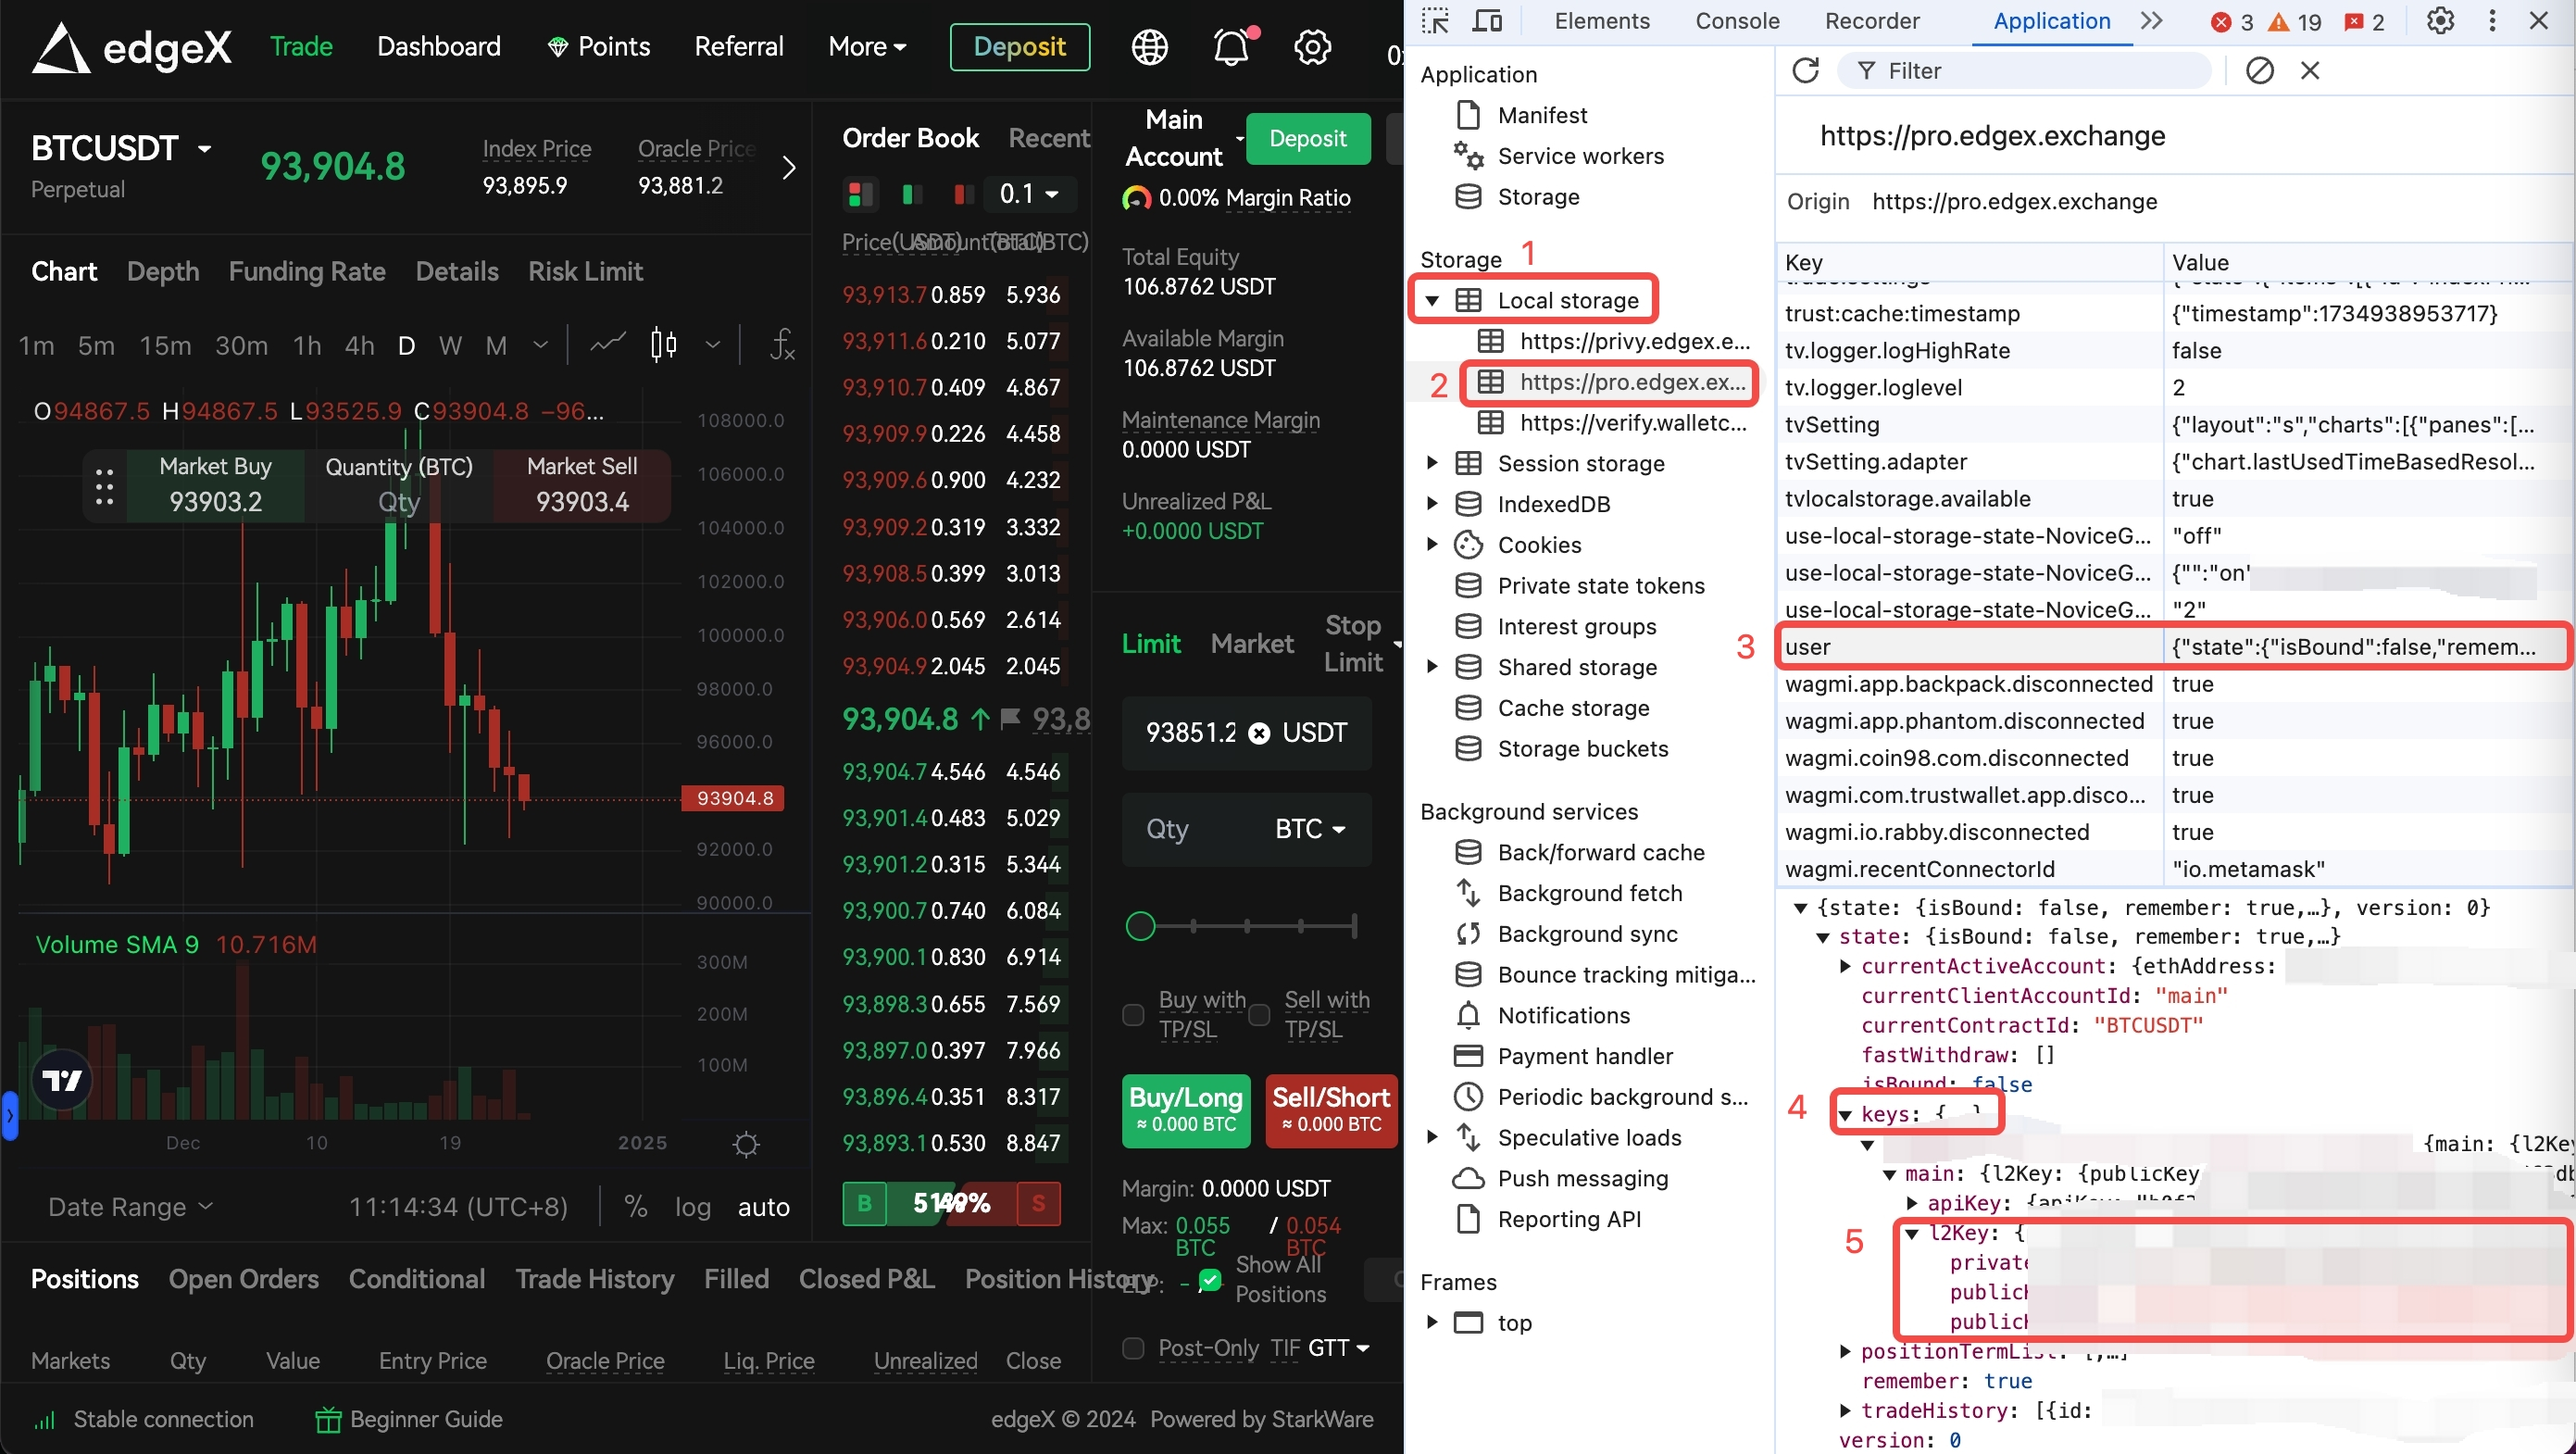 edgeX Trade Dashboard Points Referral More Deposit
BTCUSDT
Perpetual
93,904.8
Index Price
93,895.9
Oracle Price
93,881.2
Chart Depth Funding Rate Details Risk Limit
1m 5m 15m 30m 1h 4h D W M
O94867.5 H94867.5 L93525.9 C93904.8 −96...
Market Buy
93903.2
Quantity (BTC)
Qty
Market Sell
93903.4
108000.0
106000.0
104000.0
102000.0
100000.0
98000.0
96000.0
93904.8
92000.0
90000.0
Volume SMA 9 10.716M
300M
200M
100M
Dec 10 19 2025
Date Range 11:14:34 (UTC+8) % log auto
Order Book Recent
0.1
Price(USDT) Amount(BTC) (BTC)
93,913.7 0.859 5.936
93,911.6 0.210 5.077
93,910.7 0.409 4.867
93,909.9 0.226 4.458
93,909.6 0.900 4.232
93,909.2 0.319 3.332
93,908.5 0.399 3.013
93,906.0 0.569 2.614
93,904.9 2.045 2.045
93,904.8 93,8
93,904.7 4.546 4.546
93,901.4 0.483 5.029
93,901.2 0.315 5.344
93,900.7 0.740 6.084
93,900.1 0.830 6.914
93,898.3 0.655 7.569
93,897.0 0.397 7.966
93,896.4 0.351 8.317
93,893.1 0.530 8.847
B S
Main
Account
Deposit
0.00% Margin Ratio
Total Equity
106.8762 USDT
Available Margin
106.8762 USDT
Maintenance Margin
0.0000 USDT
Unrealized P&L
+0.0000 USDT
Limit Market Stop
Limit
93851.2 USDT
Qty BTC
Buy with
TP/SL
Sell with
TP/SL
Buy/Long
≈ 0.000 BTC
Sell/Short
≈ 0.000 BTC
Margin: 0.0000 USDT
Max: 0.055
BTC
/ 0.054
BTC
Show All
Positions
Post-Only TIF GTT
Positions Open Orders Conditional Trade History Filled Closed P&L Position History
Markets Qty Value Entry Price Oracle Price Liq. Price Unrealized Close
Stable connection Beginner Guide edgeX © 2024 Powered by StarkWare
Elements Console Recorder Application 3 19 2
Application
Manifest
Service workers
Storage
Storage 1
Local storage
https://privy.edgex.e...
2 https://pro.edgex.ex...
https://verify.walletc...
Session storage
IndexedDB
Cookies
Private state tokens
Interest groups
Shared storage
Cache storage
Storage buckets
Background services
Back/forward cache
Background fetch
Background sync
Bounce tracking mitiga...
Notifications
Payment handler
Periodic background s...
Speculative loads
Push messaging
Reporting API
Frames
top
Filter
https://pro.edgex.exchange
Origin https://pro.edgex.exchange
Key Value
trust:cache:timestamp {"timestamp":1734938953717}
tv.logger.logHighRate false
tv.logger.loglevel 2
tvSetting {"layout":"s","charts":[{"panes":[...
tvSetting.adapter {"chart.lastUsedTimeBasedResol...
tvlocalstorage.available true
use-local-storage-state-NoviceG... "off"
use-local-storage-state-NoviceG... {"":"on"
use-local-storage-state-NoviceG... "2"
3 user {"state":{"isBound":false,"remem...
wagmi.app.backpack.disconnected true
wagmi.app.phantom.disconnected true
wagmi.coin98.com.disconnected true
wagmi.com.trustwallet.app.disco... true
wagmi.io.rabby.disconnected true
wagmi.recentConnectorId "io.metamask"
{state: {isBound: false, remember: true,…}, version: 0}
state: {isBound: false, remember: true,…}
currentActiveAccount: {ethAddress:
currentClientAccountId: "main"
currentContractId: "BTCUSDT"
fastWithdraw: []
isBound: false
4 keys: {
{main: {l2Key
main: {l2Key: {publicKey
apiKey:
5 l2Key: {
positionTermList:
remember: true
tradeHistory: [{id:
version: 0